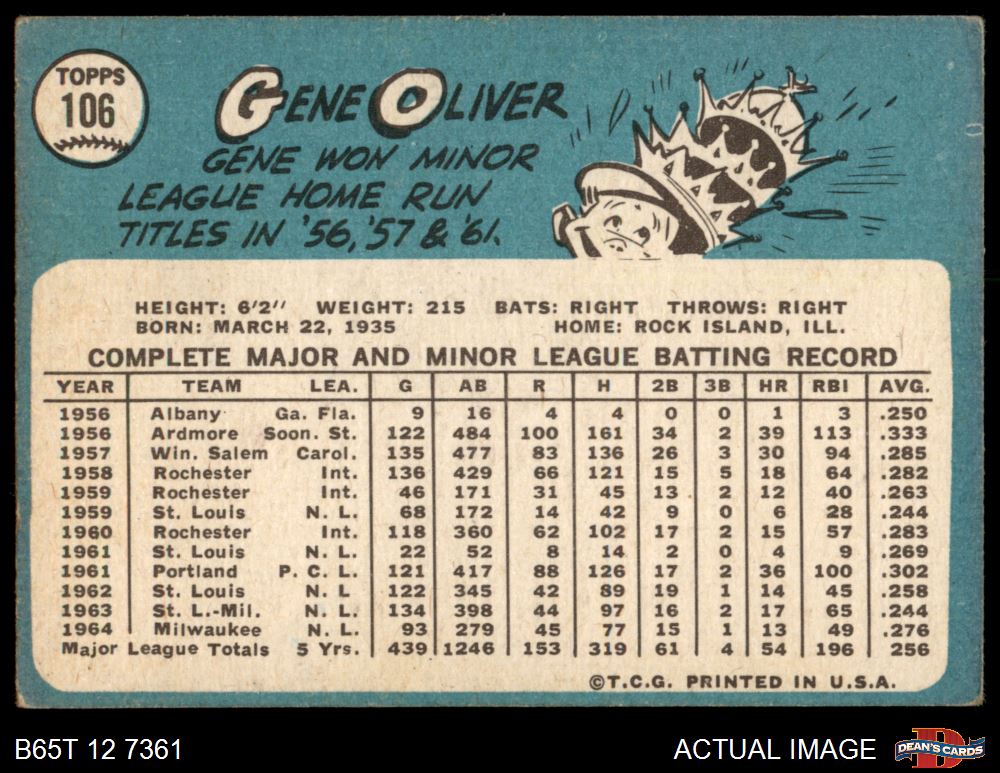 TOPPS
106
GENE OLIVER
GENE WON MINOR
LEAGUE HOME RUN
TITLES IN '56, '57 & '61.
HEIGHT: 6'2" WEIGHT: 215 BATS: RIGHT THROWS: RIGHT
BORN: MARCH 22, 1935 HOME: ROCK ISLAND, ILL.
COMPLETE MAJOR AND MINOR LEAGUE BATTING RECORD
YEAR TEAM LEA. G AB R H 2B 3B HR RBI AVG.
1956 Albany Ga. Fla. 9 16 4 4 0 0 1 3 .250
1956 Ardmore Soon. St. 122 484 100 161 34 2 39 113 .333
1957 Win. Salem Carol. 135 477 83 136 26 3 30 94 .285
1958 Rochester Int. 136 429 66 121 15 5 18 64 .282
1959 Rochester Int. 46 171 31 45 13 2 12 40 .263
1959 St. Louis N. L. 68 172 14 42 9 0 6 28 .244
1960 Rochester Int. 118 360 62 102 17 2 15 57 .283
1961 St. Louis N. L. 22 52 8 14 2 0 4 9 .269
1961 Portland P. C. L. 121 417 88 126 17 2 36 100 .302
1962 St. Louis N. L 122 345 42 89 19 1 14 45 .258
1963 St. L.-Mil. N. L. 134 398 44 97 16 2 17 65 .244
1964 Milwaukee N. L. 93 279 45 77 15 1 13 49 .276
Major League Totals 5 Yrs. 439 1246 153 319 61 4 54 196 256
©T.C.G. PRINTED IN U.S.A.
B65T 12 7361 ACTUAL IMAGE D DEAN'S CARDS